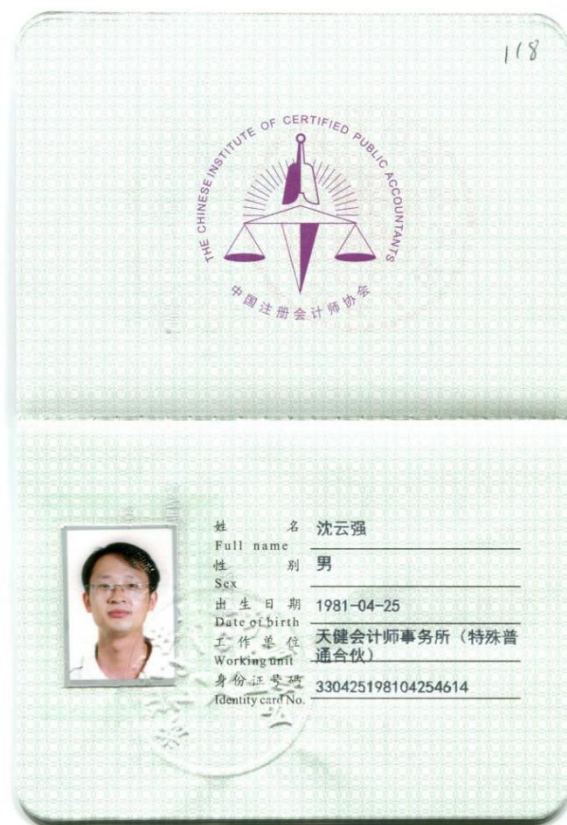 118
THE CHINESE INSTITUTE OF CERTIFIED PUBLIC ACCOUNTANTS
中国注册会计师协会
姓 名 沈云强
Full name
性 别 男
Sex
出生日期 1981-04-25
Date of birth
工作单位 天健会计师事务所（特殊普
Working unit 通合伙）
身份证号码 330425198104254614
Identity card No.